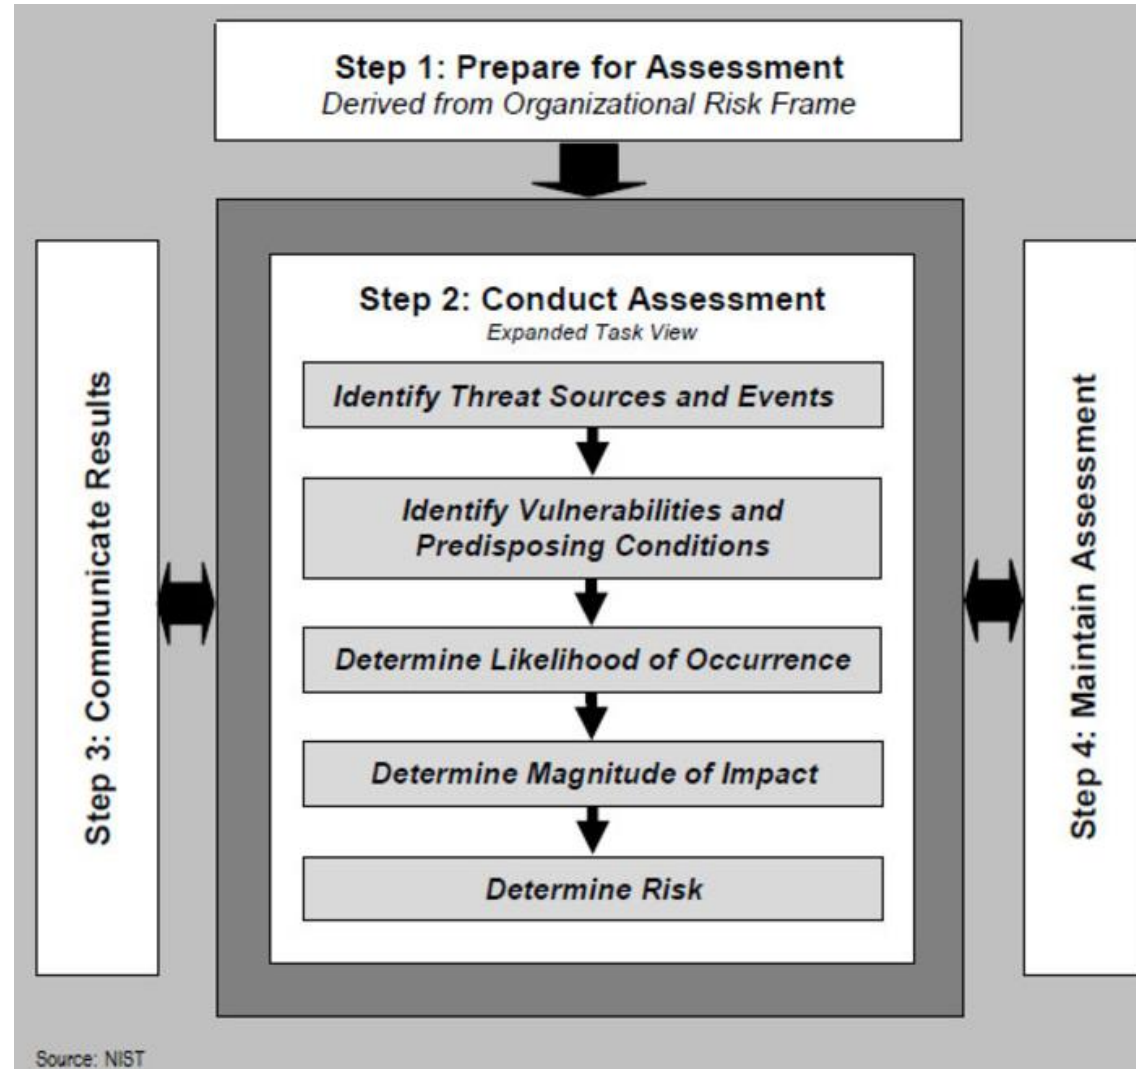 Step 1: Prepare for Assessment
Derived from Organizational Risk Frame
Step 2: Conduct Assessment
Expanded Task View
Identify Threat Sources and Events
Identify Vulnerabilities and
Predisposing Conditions
Determine Likelihood of Occurrence
Determine Magnitude of Impact
Determine Risk
Step 3: Communicate Results
Step 4: Maintain Assessment
Source: NIST